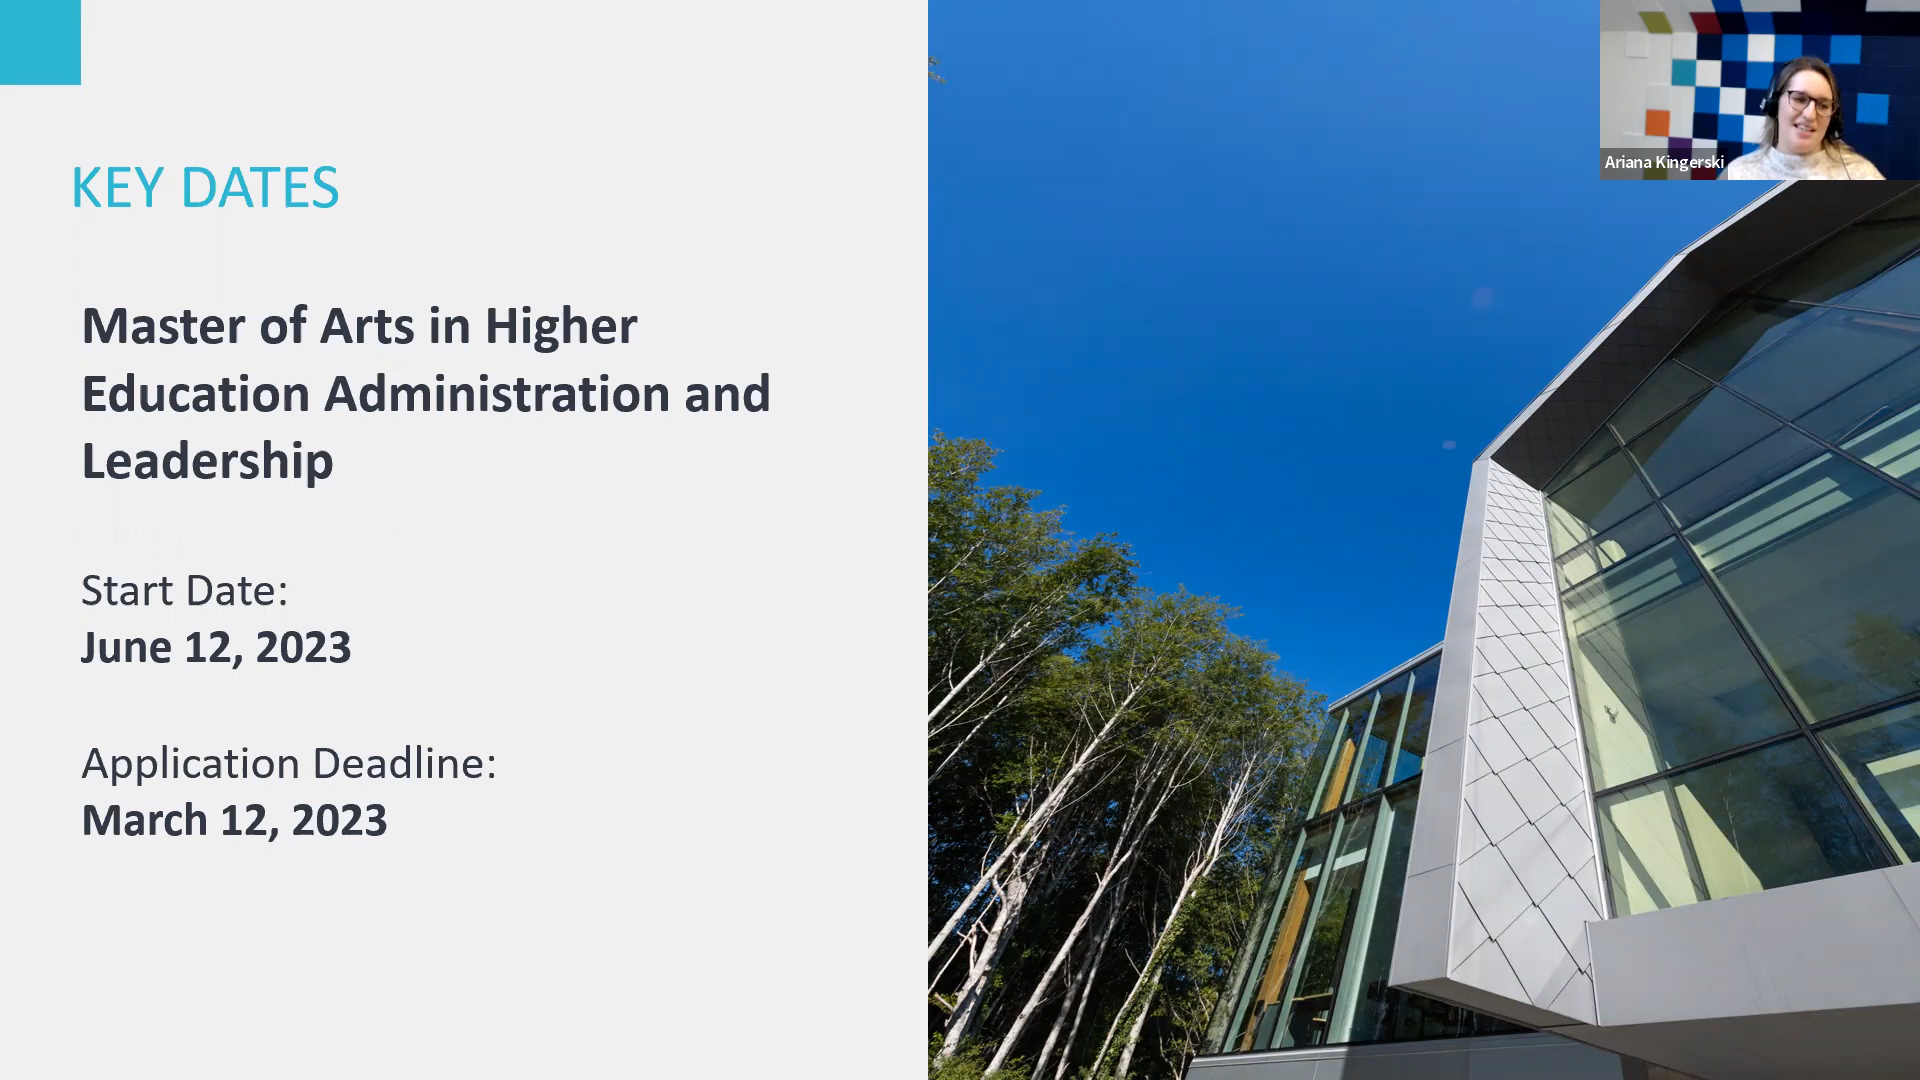 KEY DATES
Master of Arts in Higher
Education Administration and
Leadership
Start Date:
June 12, 2023
Application Deadline:
March 12, 2023
Ariana Kingerski